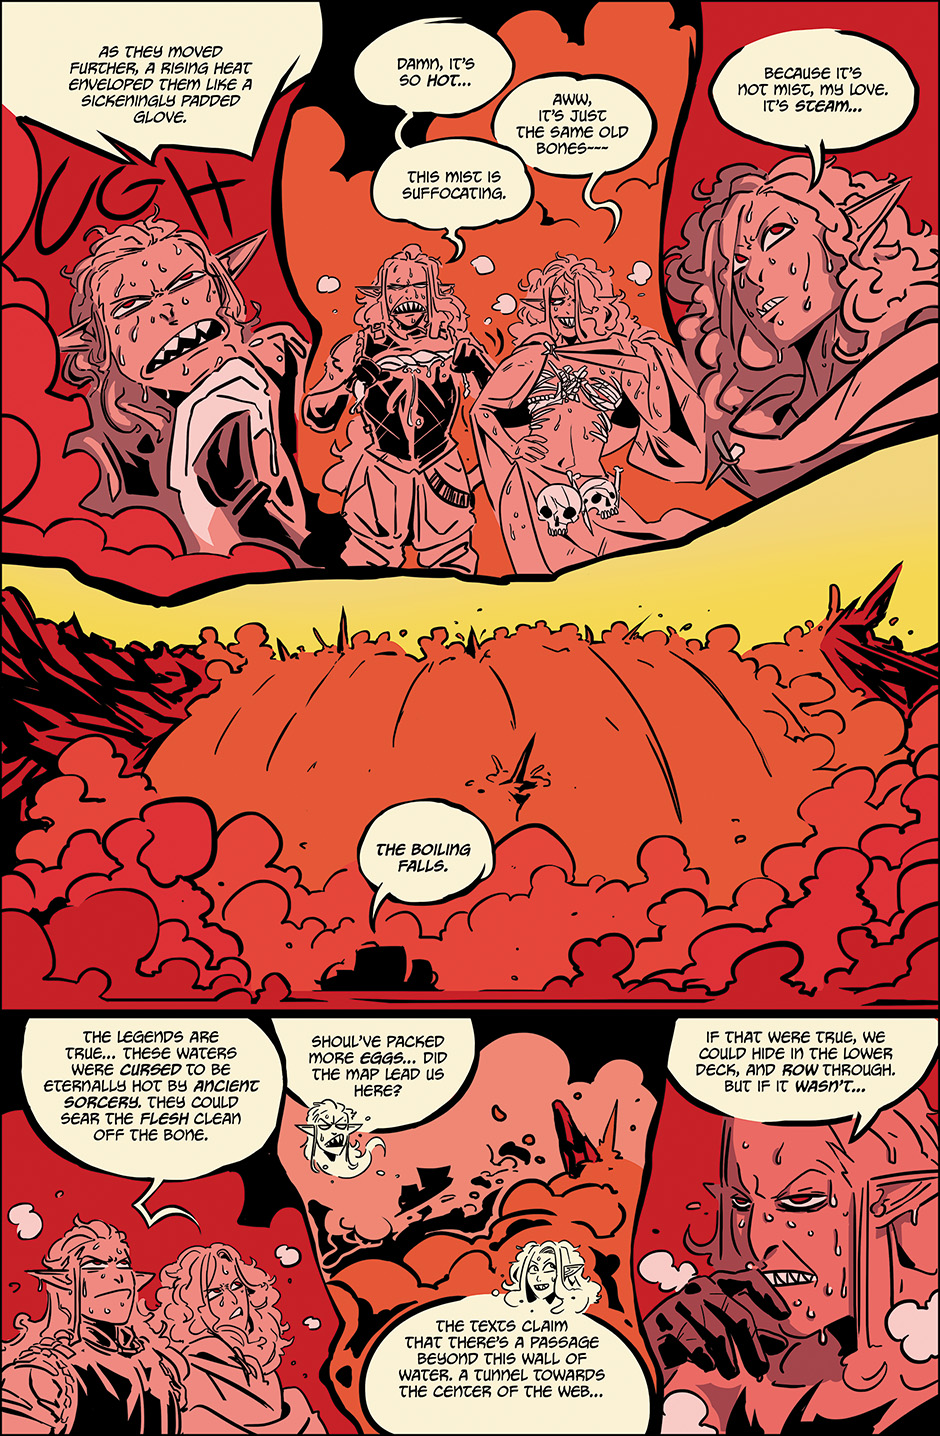 AS THEY MOVED
FURTHER, A RISING HEAT
ENVELOPED THEM LIKE A
SICKENINGLY PADDED
GLOVE.
UGH
DAMN, IT'S
SO HOT...
AWW,
IT'S JUST
THE SAME OLD
BONES---
THIS MIST IS
SUFFOCATING.
BECAUSE IT'S
NOT MIST, MY LOVE.
IT'S STEAM...
THE BOILING
FALLS.
THE LEGENDS ARE
TRUE... THESE WATERS
WERE CURSED TO BE
ETERNALLY HOT BY ANCIENT
SORCERY. THEY COULD
SEAR THE FLESH CLEAN
OFF THE BONE.
SHOUL'VE PACKED
MORE EGGS... DID
THE MAP LEAD US
HERE?
THE TEXTS CLAIM
THAT THERE'S A PASSAGE
BEYOND THIS WALL OF
WATER. A TUNNEL TOWARDS
THE CENTER OF THE WEB...
IF THAT WERE TRUE, WE
COULD HIDE IN THE LOWER
DECK, AND ROW THROUGH.
BUT IF IT WASN'T...